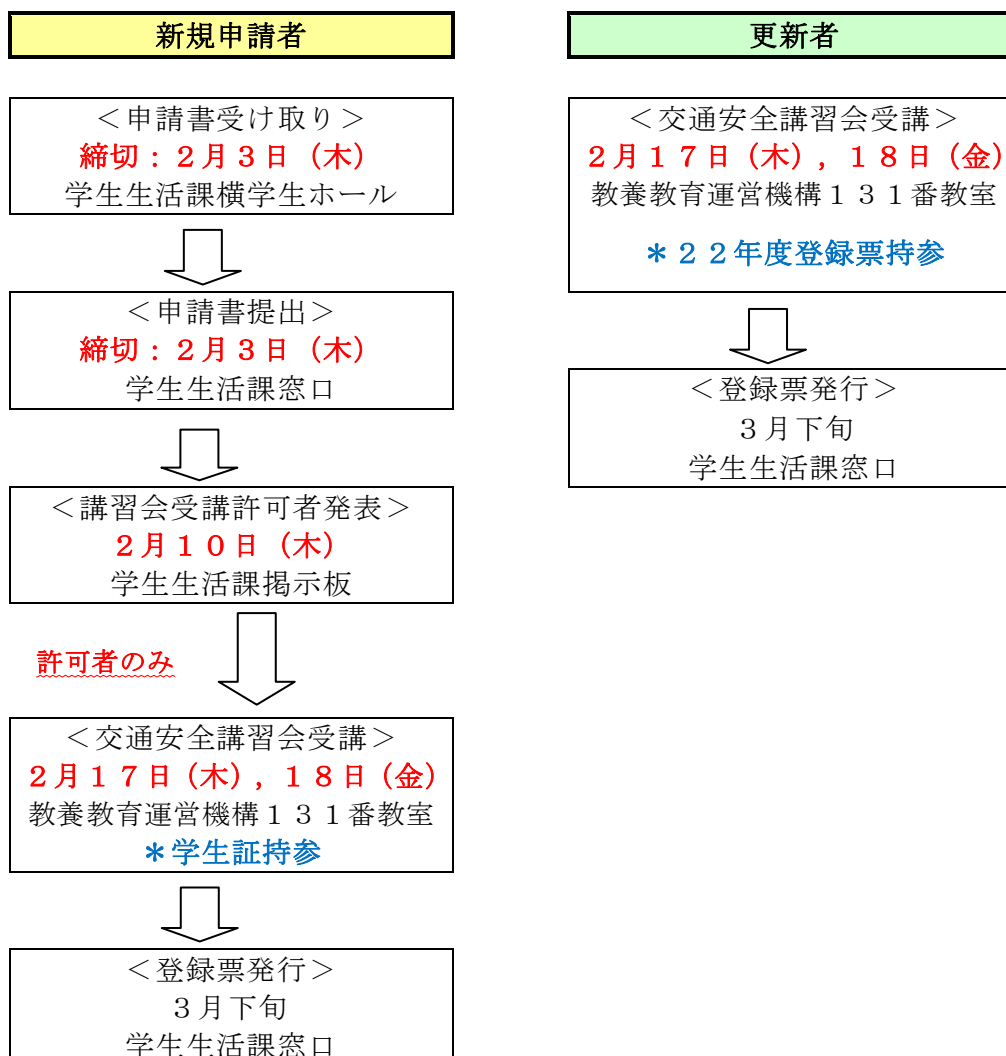 新規申請者
＜申請書受け取り＞
締切：２月３日（木）
学生生活課横学生ホール
＜申請書提出＞
締切：２月３日（木）
学生生活課窓口
＜講習会受講許可者発表＞
２月１０日（木）
学生生活課掲示板
許可者のみ
＜交通安全講習会受講＞
２月１７日（木），１８日（金）
教養教育運営機構１３１番教室
＊学生証持参
＜登録票発行＞
３月下旬
学生生活課窓口
更新者
＜交通安全講習会受講＞
２月１７日（木），１８日（金）
教養教育運営機構１３１番教室
＊２２年度登録票持参
＜登録票発行＞
３月下旬
学生生活課窓口